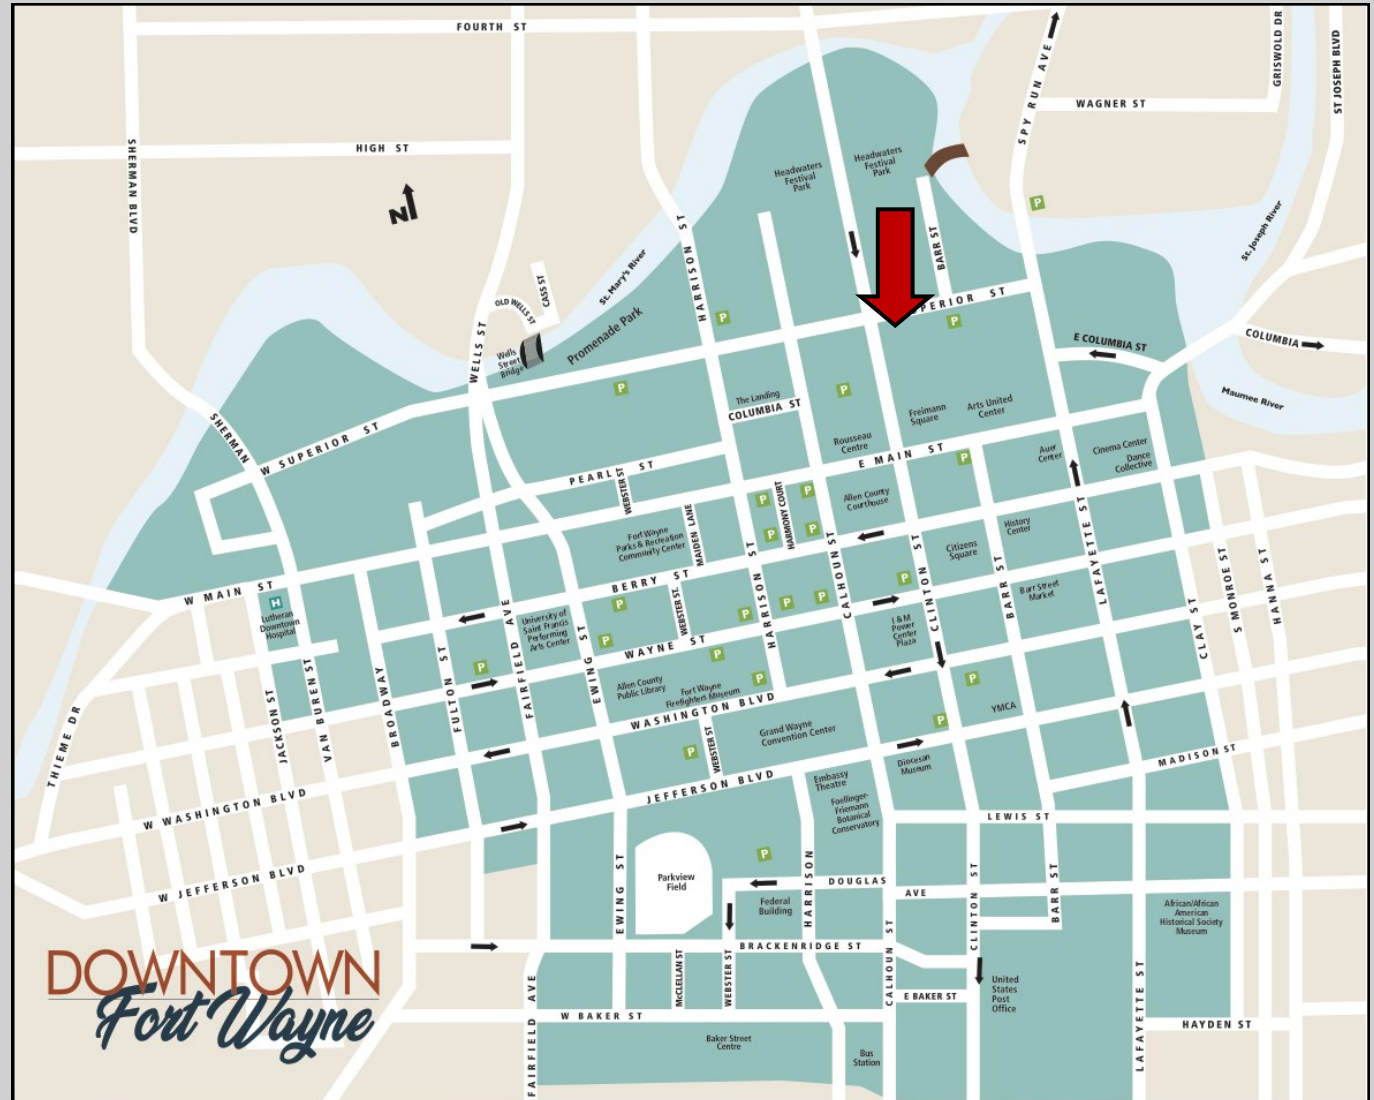 FOURTH ST
GRISWOLD DR
ST JOSEPH BLVD
SPY RUN AVE
WAGNER ST
SHERMAN BLVD
HIGH ST
N
Headwaters
Festival
Park
Headwaters
Festival
Park
P
HARRISON ST
BARR ST
St. Joseph River
St. Mary's River
CASS ST
OLD WELLS ST
PERIOR ST
P
P
Promenade Park
WELLS ST
Wells
Street
Bridge
E COLUMBIA ST
COLUMBIA
Maumee River
P
P
The Landing
COLUMBIA ST
Freimann
Square
Arts United
Center
SHERMAN
W SUPERIOR ST
Rousseau
Centre
E MAIN ST
P
Auer
Center
Cinema Center
Dance
Collective
PEARL ST
WEBSTER ST
HARMONY COURT
P
P
P
P
Allen County
Courthouse
MAIDEN LANE
Fort Wayne
Parks & Recreation
Community Center
History
Center
Citizens
Square
LAFAYETTE ST
W MAIN ST
H
Lutheran
Downtown
Hospital
BERRY ST
WEBSTER ST.
HARRISON ST
CALHOUN ST
CLINTON ST
BARR ST
Barr Street
Market
CLAY ST
S MONROE ST
HANNA ST
P
P
P
P
P
P
University of
Saint Francis
Performing
Arts Center
I & M
Power
Center
Plaza
WAYNE ST
P
P
P
P
Allen County
Public Library
Fort Wayne
Firefighters Museum
WASHINGTON BLVD
THIEME DR
JACKSON ST
VAN BUREN ST
BROADWAY
FULTON ST
FAIRFIELD AVE
EWING ST
YMCA
P
P
WEBSTER ST
Grand Wayne
Convention Center
Diocesan
Museum
MADISON ST
JEFFERSON BLVD
Embassy
Theatre
Foellinger-
Friemann
Botanical
Conservatory
W WASHINGTON BLVD
LEWIS ST
P
W JEFFERSON BLVD
EWING ST
Parkview
Field
HARRISON
DOUGLAS
AVE
CLINTON ST
BARR ST
Federal
Building
African/African
American
Historical Society
Museum
BRACKENRIDGE ST
McCLELLAN ST
WEBSTER ST
CALHOUN ST
E BAKER ST
United
States
Post
Office
FAIRFIELD AVE
W BAKER ST
LAFAYETTE ST
HAYDEN ST
Baker Street
Centre
Bus
Station
DOWNTOWN
Fort Wayne